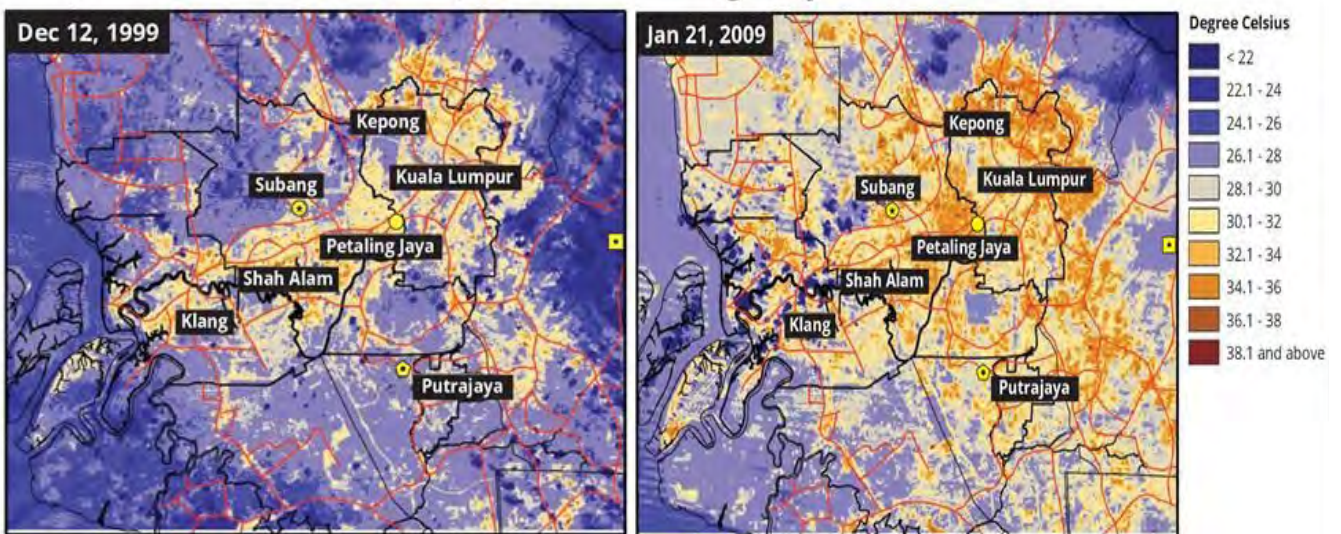 Dec 12, 1999
Kepong
Subang
Kuala Lumpur
Petaling Jaya
Shah Alam
Klang
Putrajaya
Jan 21, 2009
Kepong
Subang
Kuala Lumpur
Petaling Jaya
Shah Alam
Klang
Putrajaya
Degree Celsius
< 22
22.1 - 24
24.1 - 26
26.1 - 28
28.1 - 30
30.1 - 32
32.1 - 34
34.1 - 36
36.1 - 38
38.1 and above